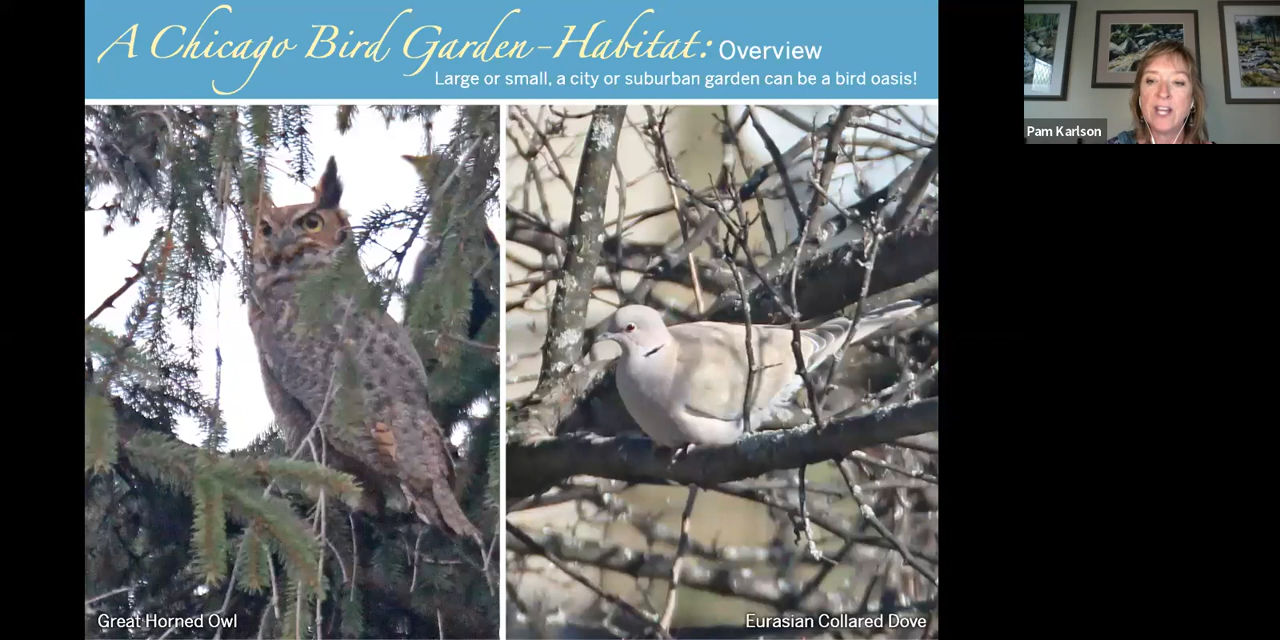 A Chicago Bird Garden-Habitat: Overview
Large or small, a city or suburban garden can be a bird oasis!
Pam Karlson
Great Horned Owl
Eurasian Collared Dove